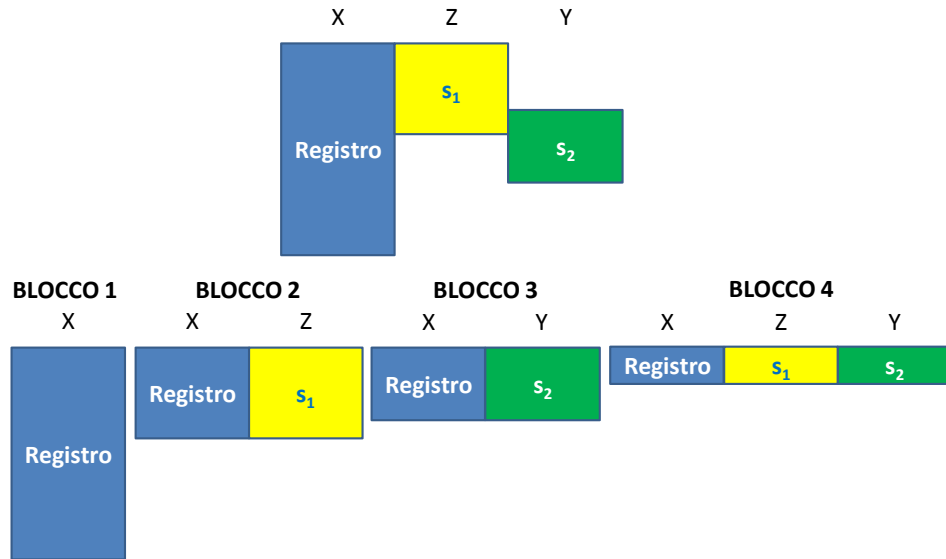 X Z Y
s₁
Registro
s₂
BLOCCO 1 BLOCCO 2 BLOCCO 3 BLOCCO 4
X X Z X Y X Z Y
Registro s₁ s₂
Registro s₁ Registro s₂
Registro